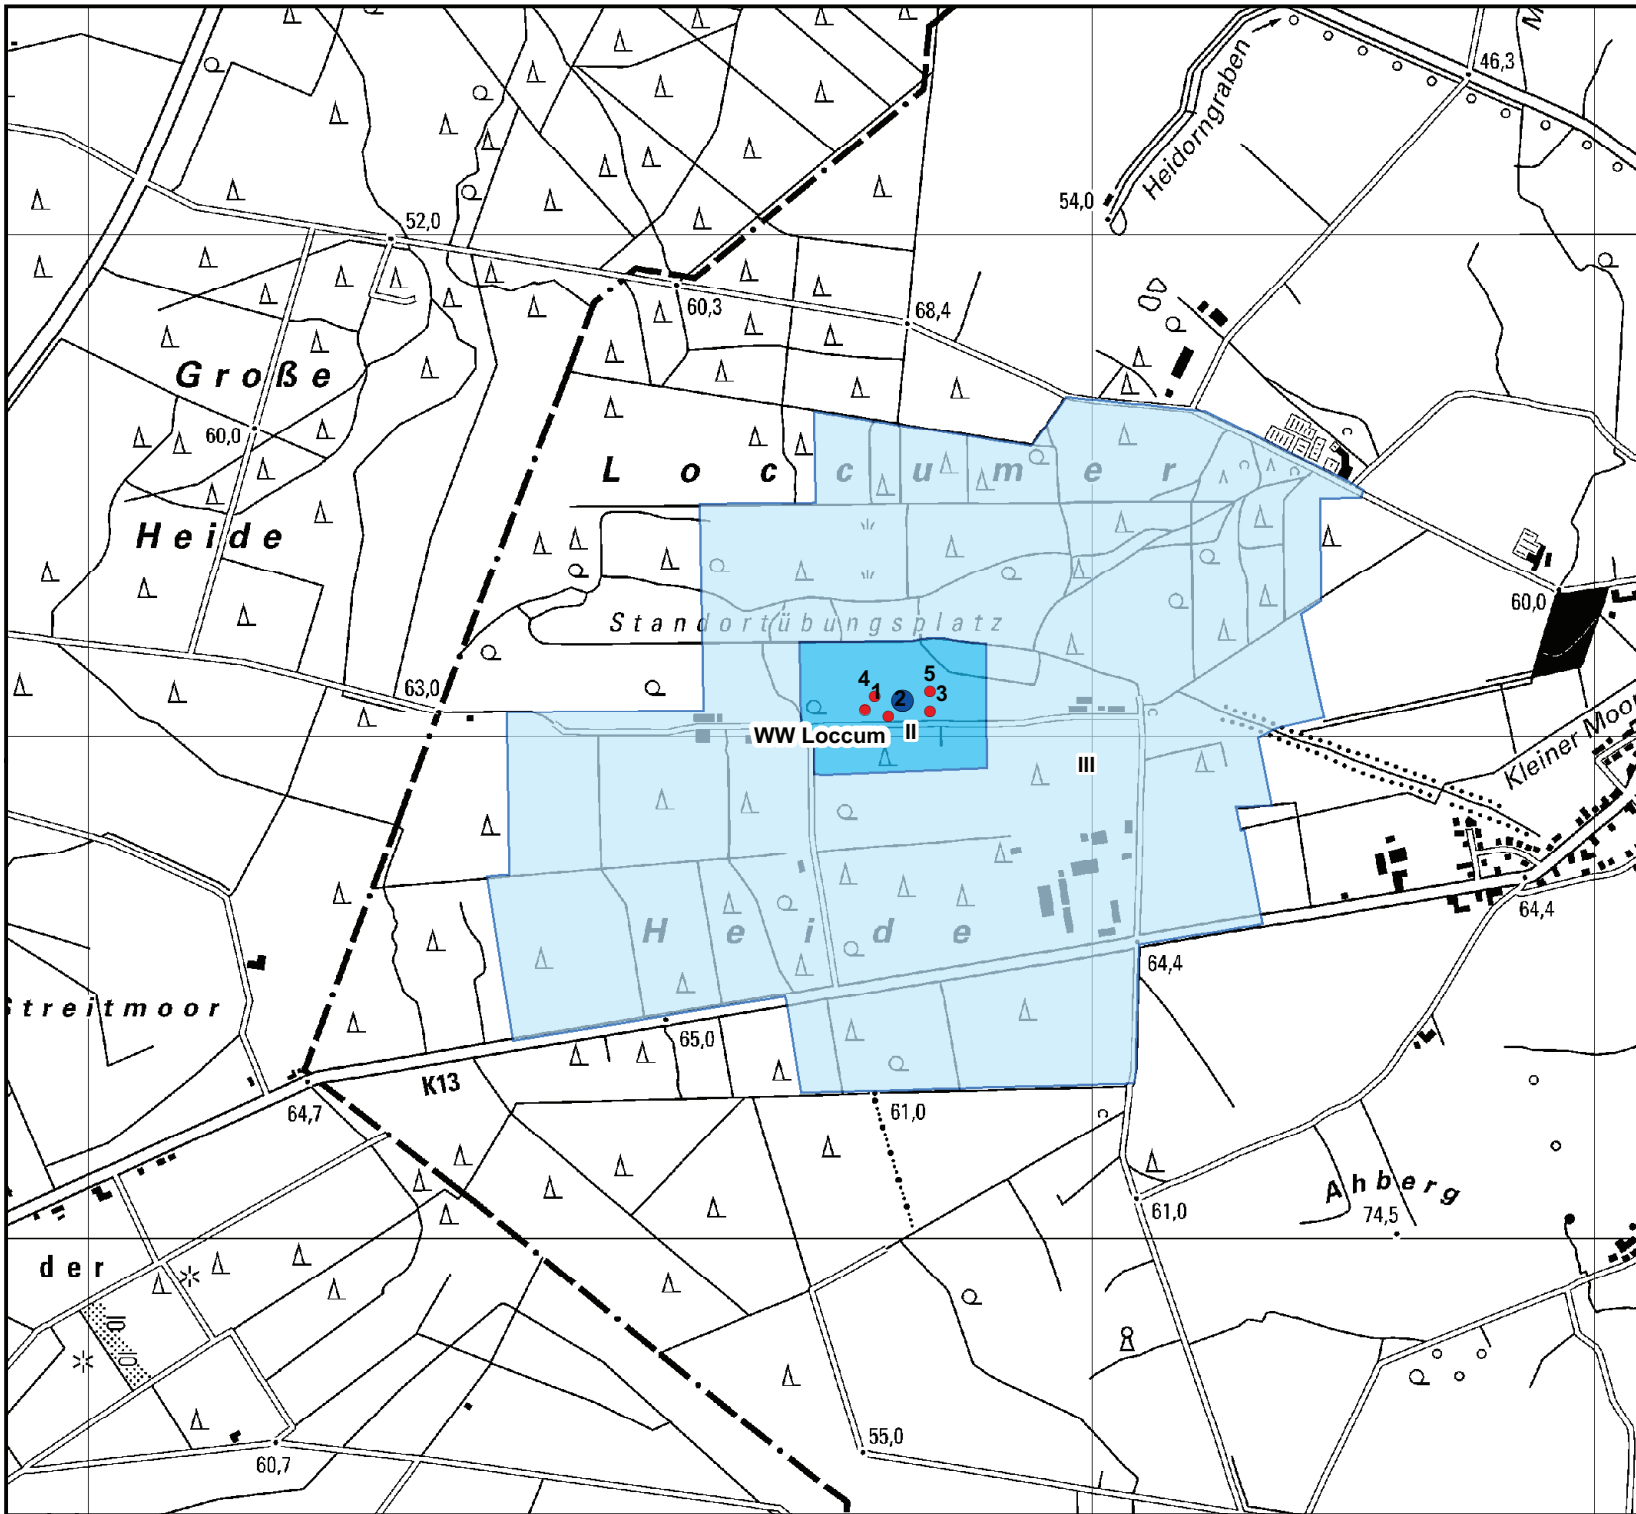 46,3
Heidorngraben
54,0
52,0
60,3
68,4
Große
60,0
Loccumer
Heide
60,0
Standortübungsplatz
63,0
4
5
1
2
3
WW Loccum
II
III
Kleiner Moor
Heide
64,4
64,4
Streitmoor
65,0
K13
64,7
61,0
Ahberg
61,0
74,5
der
55,0
60,7